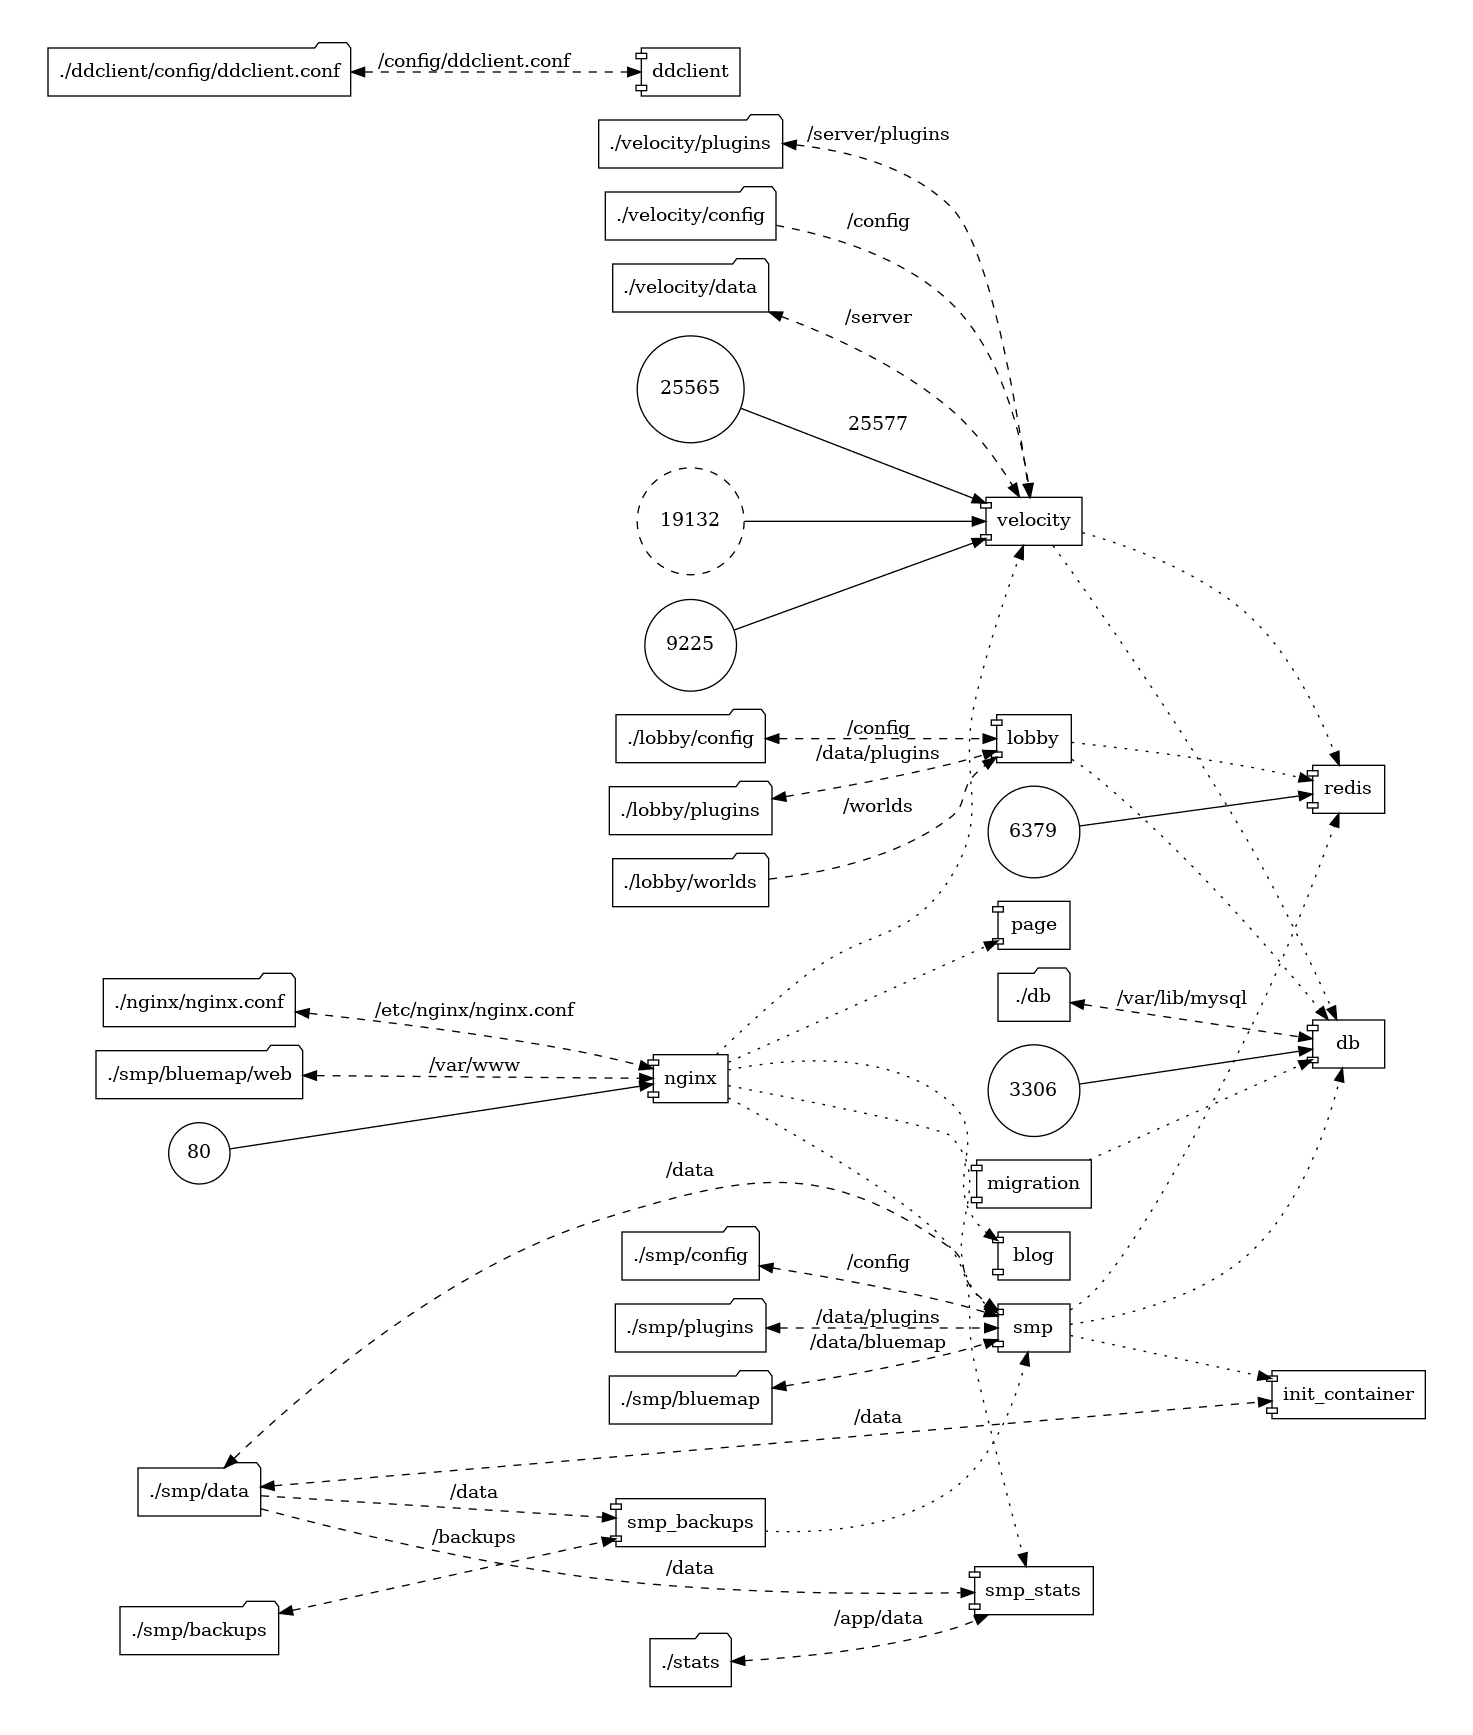 ./ddclient/config/ddclient.conf
/config/ddclient.conf
ddclient
./velocity/plugins
/server/plugins
./velocity/config
/config
./velocity/data
/server
25565
25577
19132
velocity
9225
./lobby/config
/config
lobby
/data/plugins
./lobby/plugins
redis
/worlds
6379
./lobby/worlds
page
./nginx/nginx.conf
/etc/nginx/nginx.conf
./db
/var/lib/mysql
db
./smp/bluemap/web
/var/www
nginx
3306
80
/data
migration
./smp/config
/config
blog
./smp/plugins
/data/plugins
smp
/data/bluemap
./smp/bluemap
init_container
/data
./smp/data
/data
smp_backups
/backups
/data
smp_stats
./smp/backups
/app/data
./stats